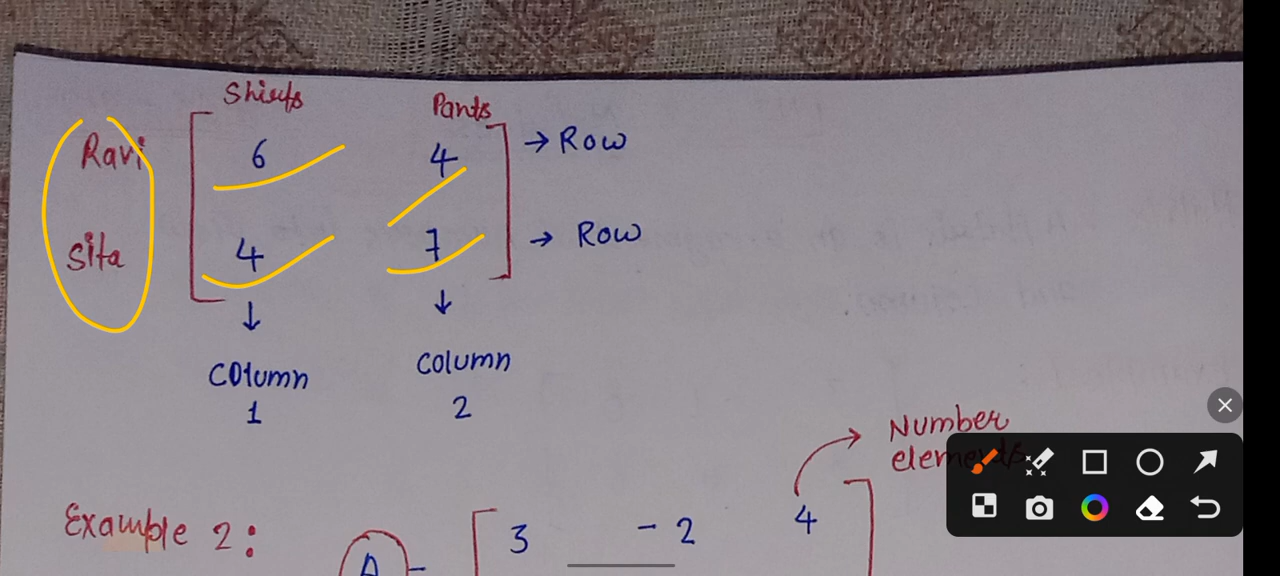 Shirts Pants
Ravi 6 4 → Row
Sita 4 7 → Row
↓ ↓
Column Column
1 2
Number
elements
Example 2:
A = [ 3 -2 4 ]